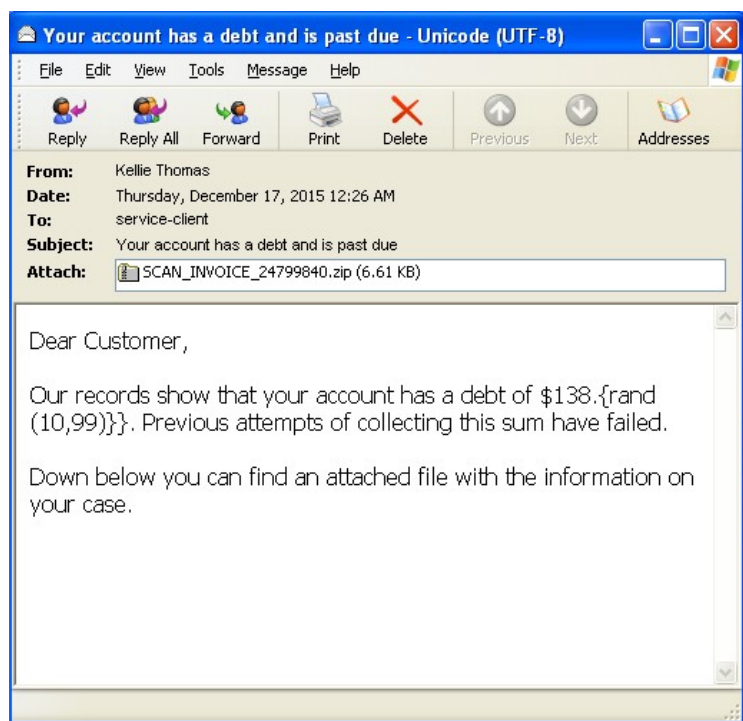 Your account has a debt and is past due - Unicode (UTF-8)
File Edit View Tools Message Help
Reply Reply All Forward Print Delete Previous Next Addresses
From: Kellie Thomas
Date: Thursday, December 17, 2015 12:26 AM
To: service-client
Subject: Your account has a debt and is past due
Attach: SCAN_INVOICE_24799840.zip (6.61 KB)
Dear Customer,
Our records show that your account has a debt of $138.{rand
(10,99)}}. Previous attempts of collecting this sum have failed.
Down below you can find an attached file with the information on
your case.